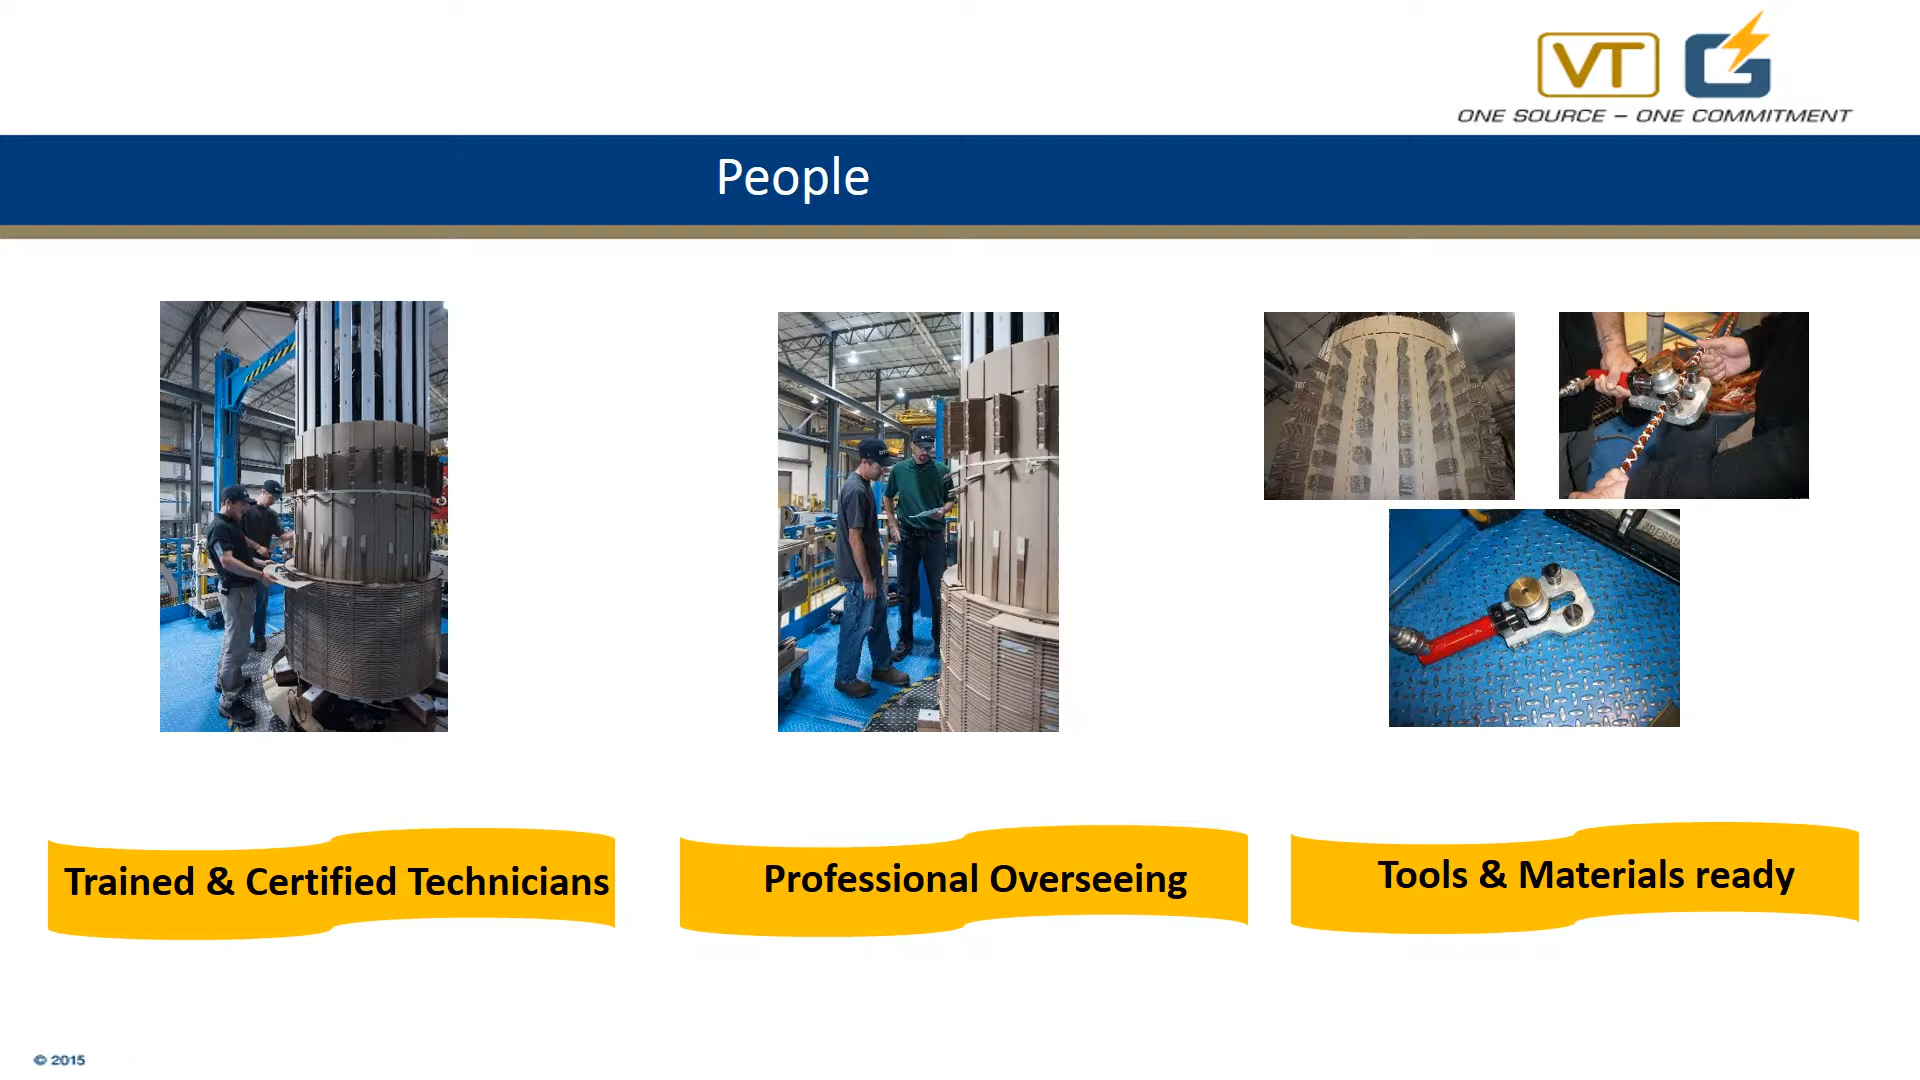 VT G
ONE SOURCE – ONE COMMITMENT
People
Trained & Certified Technicians
Professional Overseeing
Tools & Materials ready
© 2015